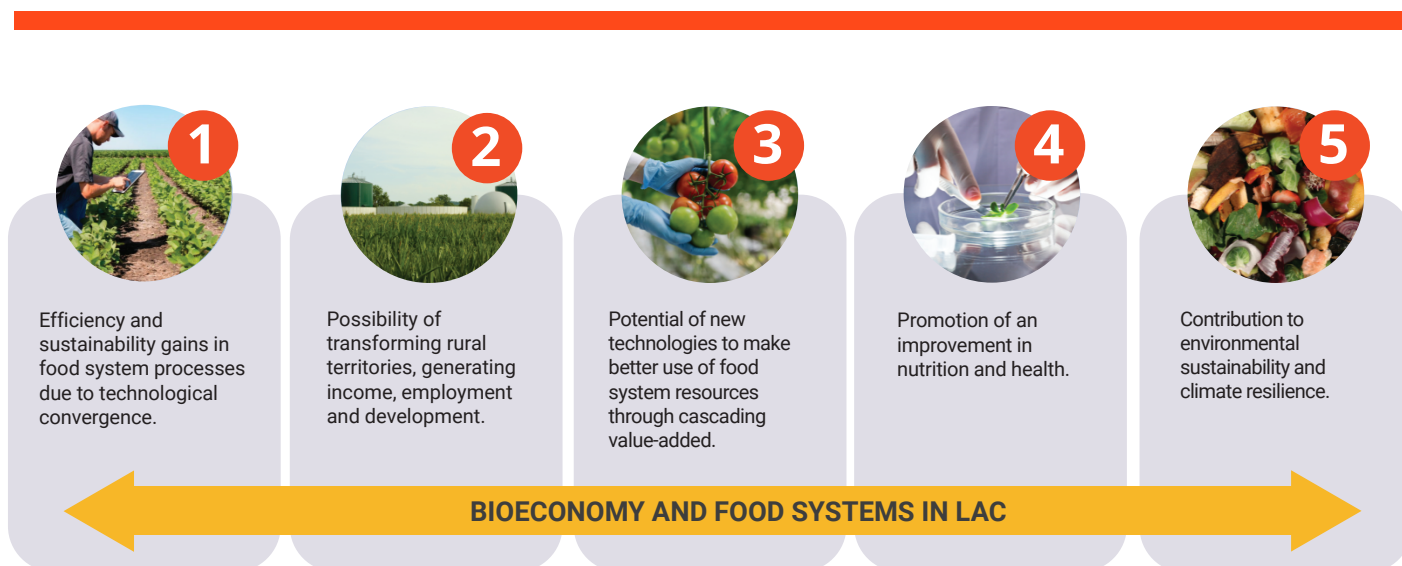 1
Efficiency and
sustainability gains in
food system processes
due to technological
convergence.
2
Possibility of
transforming rural
territories, generating
income, employment
and development.
3
Potential of new
technologies to make
better use of food
system resources
through cascading
value-added.
4
Promotion of an
improvement in
nutrition and health.
5
Contribution to
environmental
sustainability and
climate resilience.
BIOECONOMY AND FOOD SYSTEMS IN LAC